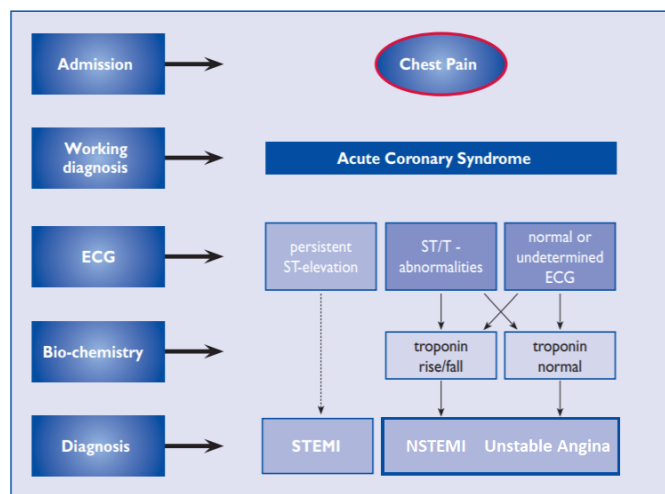 Admission
Chest Pain
Working
diagnosis
Acute Coronary Syndrome
ECG
persistent
ST-elevation
ST/T -
abnormalities
normal or
undetermined
ECG
Bio-chemistry
troponin
rise/fall
troponin
normal
Diagnosis
STEMI
NSTEMI
Unstable Angina